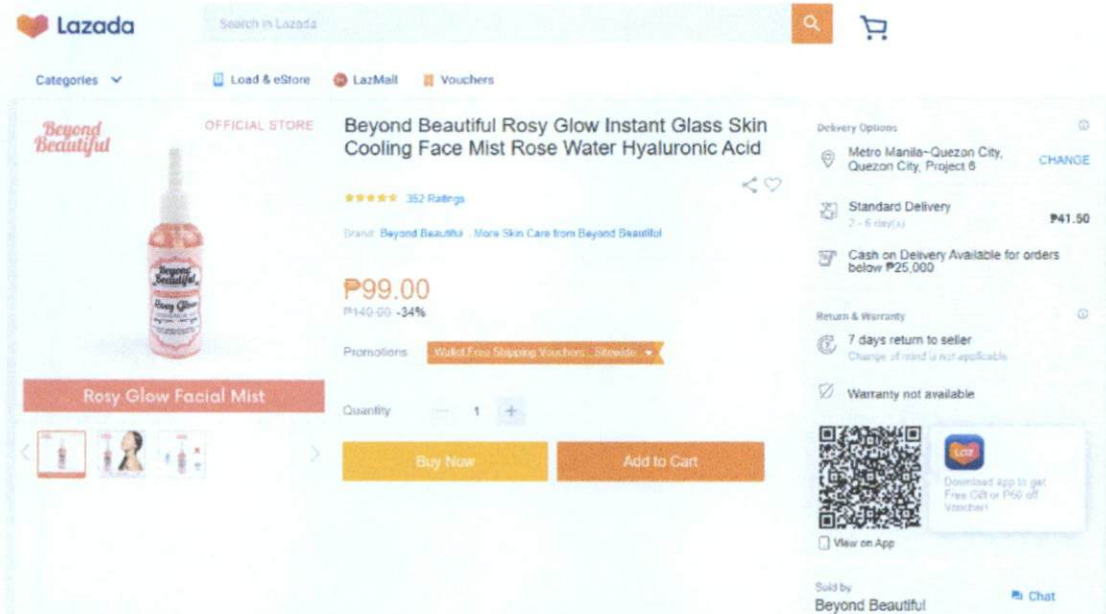 Lazada
Search in Lazada
Categories
Load & eStore
LazMall
Vouchers
Beyond
Beautiful
OFFICIAL STORE
Beyond
Beautiful
Rosy Glow
Rosy Glow Facial Mist
Beyond Beautiful Rosy Glow Instant Glass Skin
Cooling Face Mist Rose Water Hyaluronic Acid
352 Ratings
Brand: Beyond Beautiful
More Skin Care from Beyond Beautiful
₱99.00
₱149.00 -34%
Promotions
Wallet Free Shipping Vouchers
Sitewide
Quantity
1 +
Buy Now
Add to Cart
Delivery Options
Metro Manila~Quezon City,
Quezon City, Project 6
CHANGE
Standard Delivery
₱41.50
2 - 6 day(s)
Cash on Delivery Available for orders
below ₱25,000
Return & Warranty
7 days return to seller
Change of mind is not applicable
Warranty not available
Laz
Download app to get
Voucher!
View on App
Sold by
Beyond Beautiful
Chat